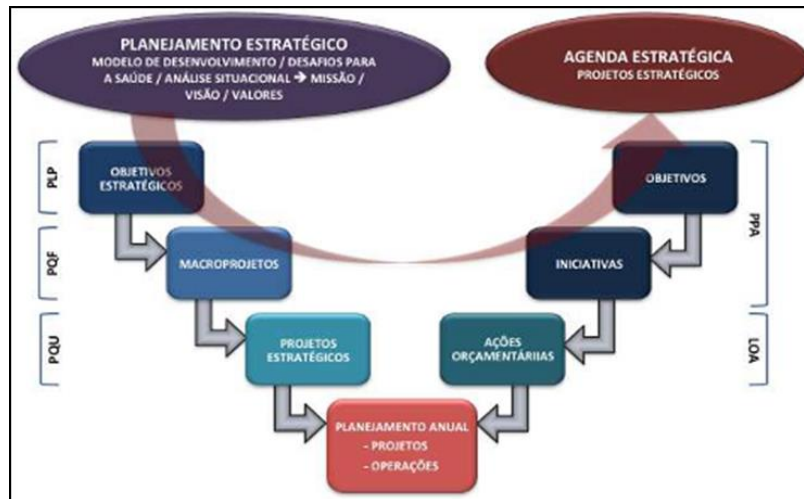 PLANEJAMENTO ESTRATÉGICO
MODELO DE DESENVOLVIMENTO / DESAFIOS PARA
A SAÚDE / ANÁLISE SITUACIONAL ➔ MISSÃO /
VISÃO / VALORES
AGENDA ESTRATÉGICA
PROJETOS ESTRATÉGICOS
PLP
OBJETIVOS
ESTRATÉGICOS
OBJETIVOS
PPA
PQF
MACROPROJETOS
INICIATIVAS
PQU
PROJETOS
ESTRATÉGICOS
AÇÕES
ORÇAMENTÁRIIAS
LOA
PLANEJAMENTO ANUAL
- PROJETOS
- OPERAÇÕES